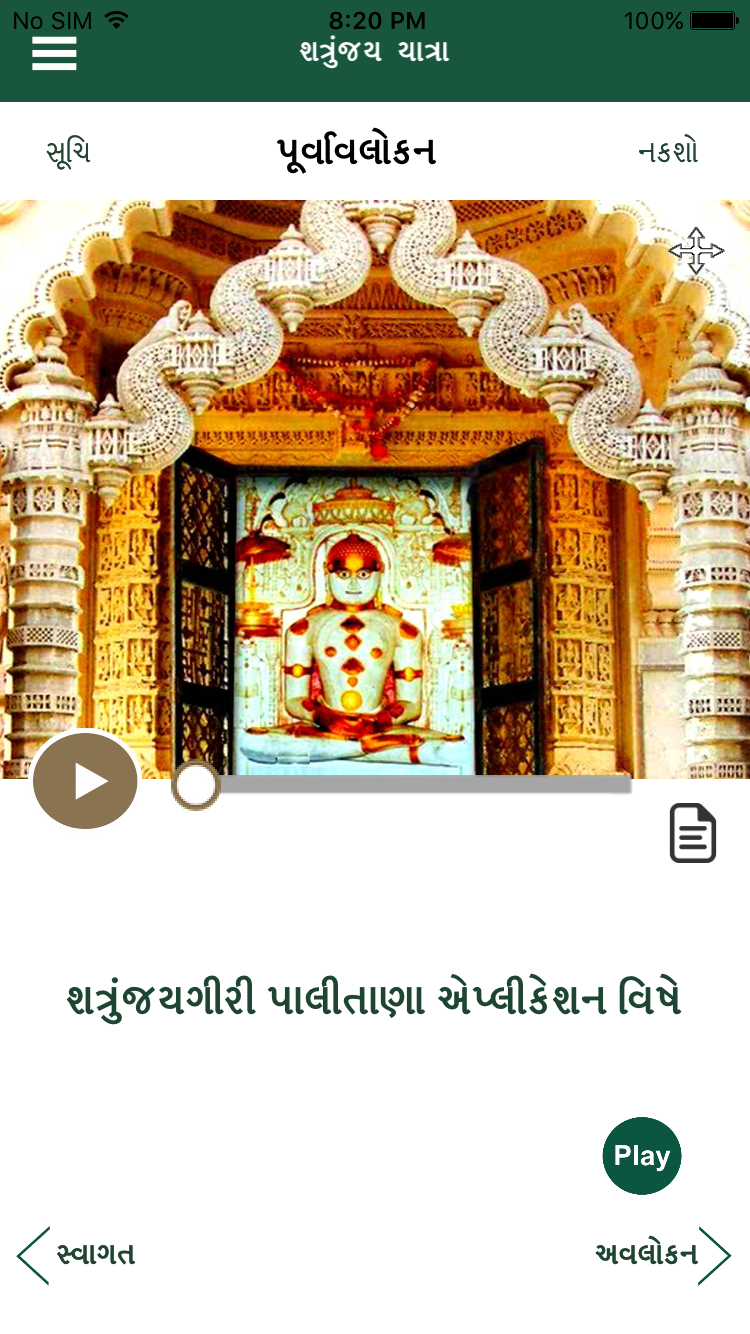 No SIM 8:20 PM 100%
શત્રુંજય યાત્રા
સૂચિ પૂર્વાવલોકન નકશો
શત્રુંજયગીરી પાલીતાણા એપ્લીકેશન વિષે
Play
સ્વાગત અવલોકન